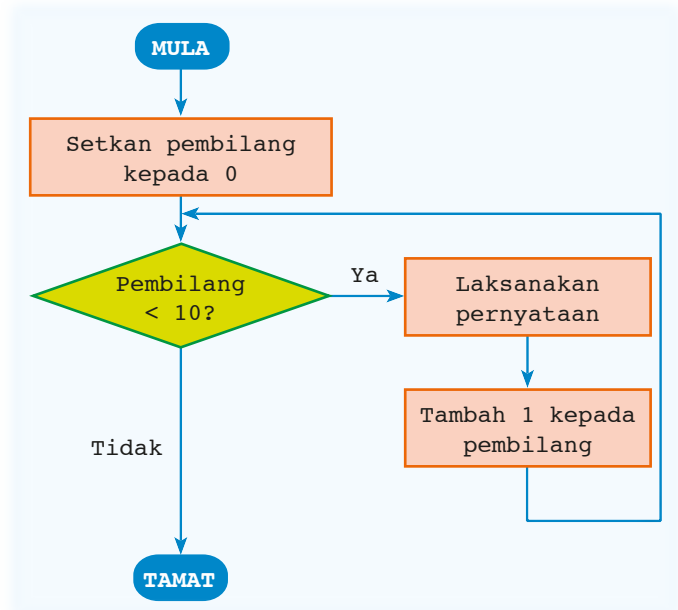 MULA
Setkan pembilang
kepada 0
Pembilang
< 10?
Ya
Laksanakan
pernyataan
Tambah 1 kepada
pembilang
Tidak
TAMAT